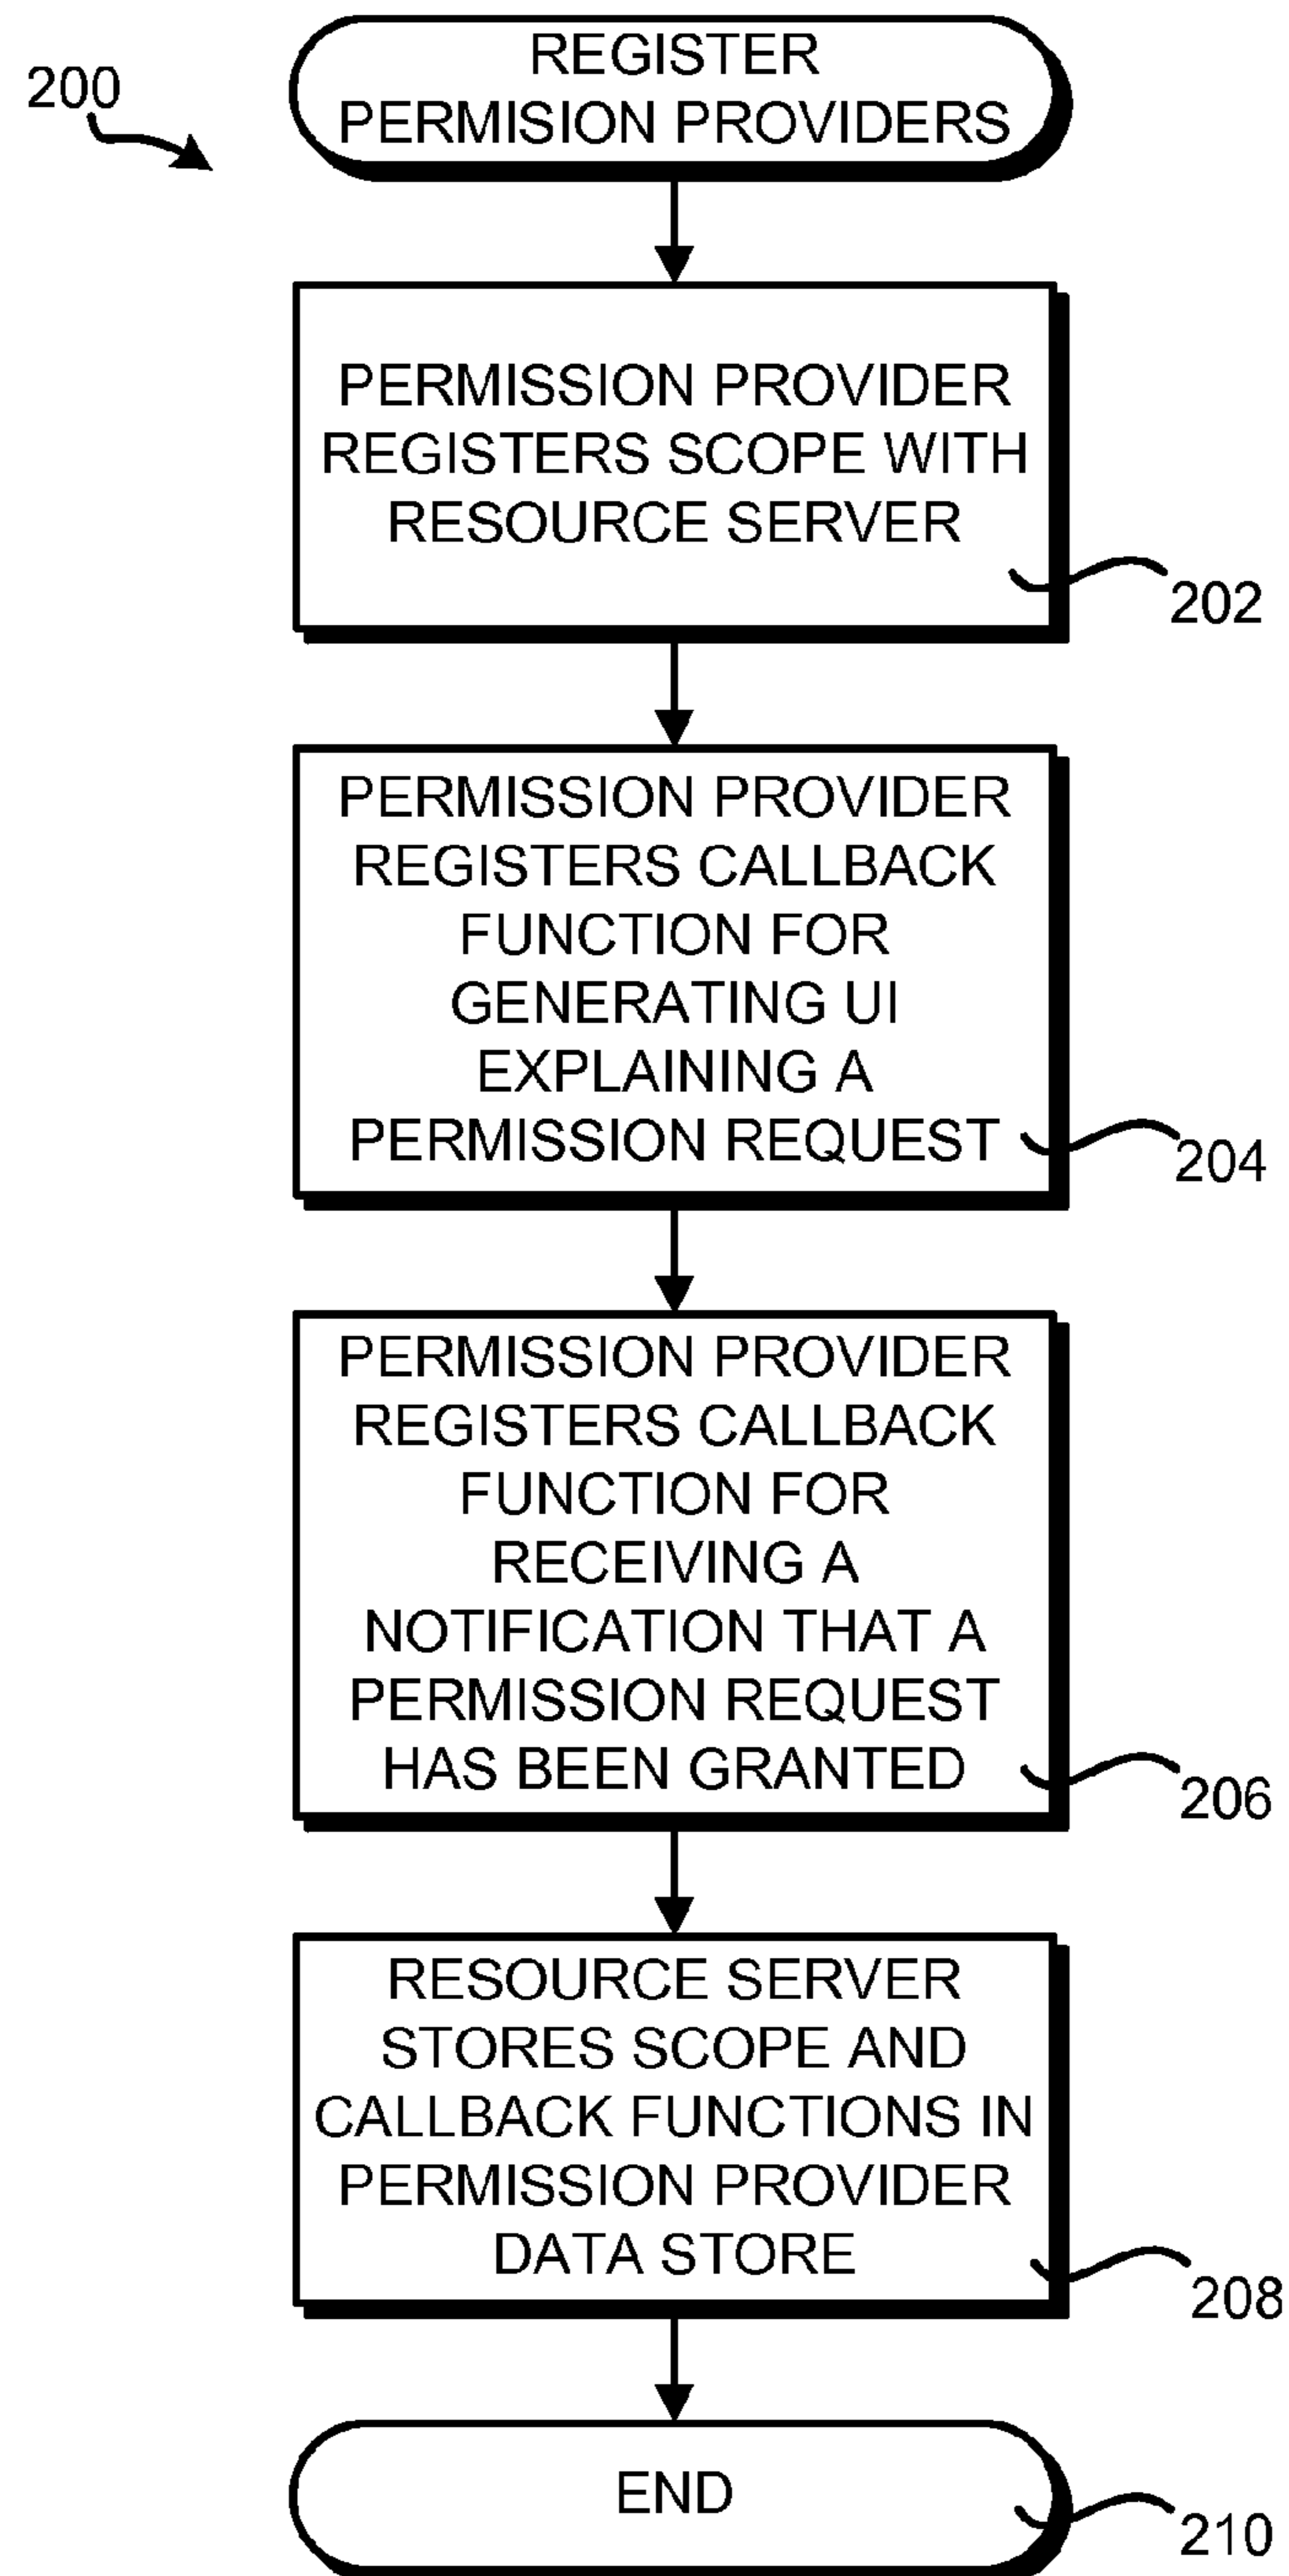 REGISTER
PERMISION PROVIDERS
200
PERMISSION PROVIDER
REGISTERS SCOPE WITH
RESOURCE SERVER
202
PERMISSION PROVIDER
REGISTERS CALLBACK
FUNCTION FOR
GENERATING UI
EXPLAINING A
PERMISSION REQUEST
204
PERMISSION PROVIDER
REGISTERS CALLBACK
FUNCTION FOR
RECEIVING A
NOTIFICATION THAT A
PERMISSION REQUEST
HAS BEEN GRANTED
206
RESOURCE SERVER
STORES SCOPE AND
CALLBACK FUNCTIONS IN
PERMISSION PROVIDER
DATA STORE
208
END
210